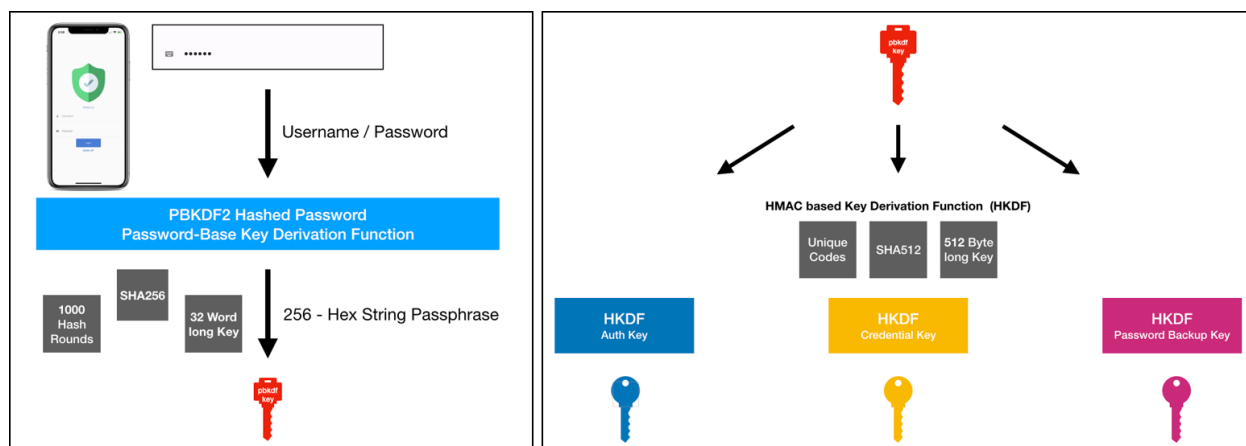 Username / Password
PBKDF2 Hashed Password
Password-Base Key Derivation Function
SHA256
1000
Hash
Rounds
32 Word
long Key
256 - Hex String Passphrase
pbkdf
key
pbkdf
key
HMAC based Key Derivation Function (HKDF)
Unique
Codes
SHA512
512 Byte
long Key
HKDF
Auth Key
HKDF
Credential Key
HKDF
Password Backup Key